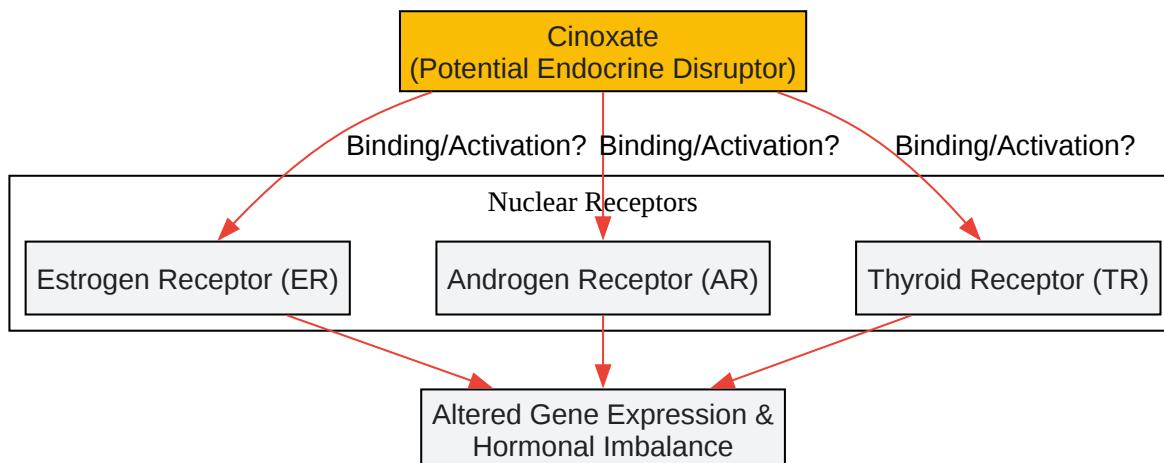 Cinoxate
(Potential Endocrine Disruptor)
Binding/Activation? Binding/Activation? Binding/Activation?
Nuclear Receptors
Estrogen Receptor (ER) Androgen Receptor (AR) Thyroid Receptor (TR)
Altered Gene Expression &
Hormonal Imbalance